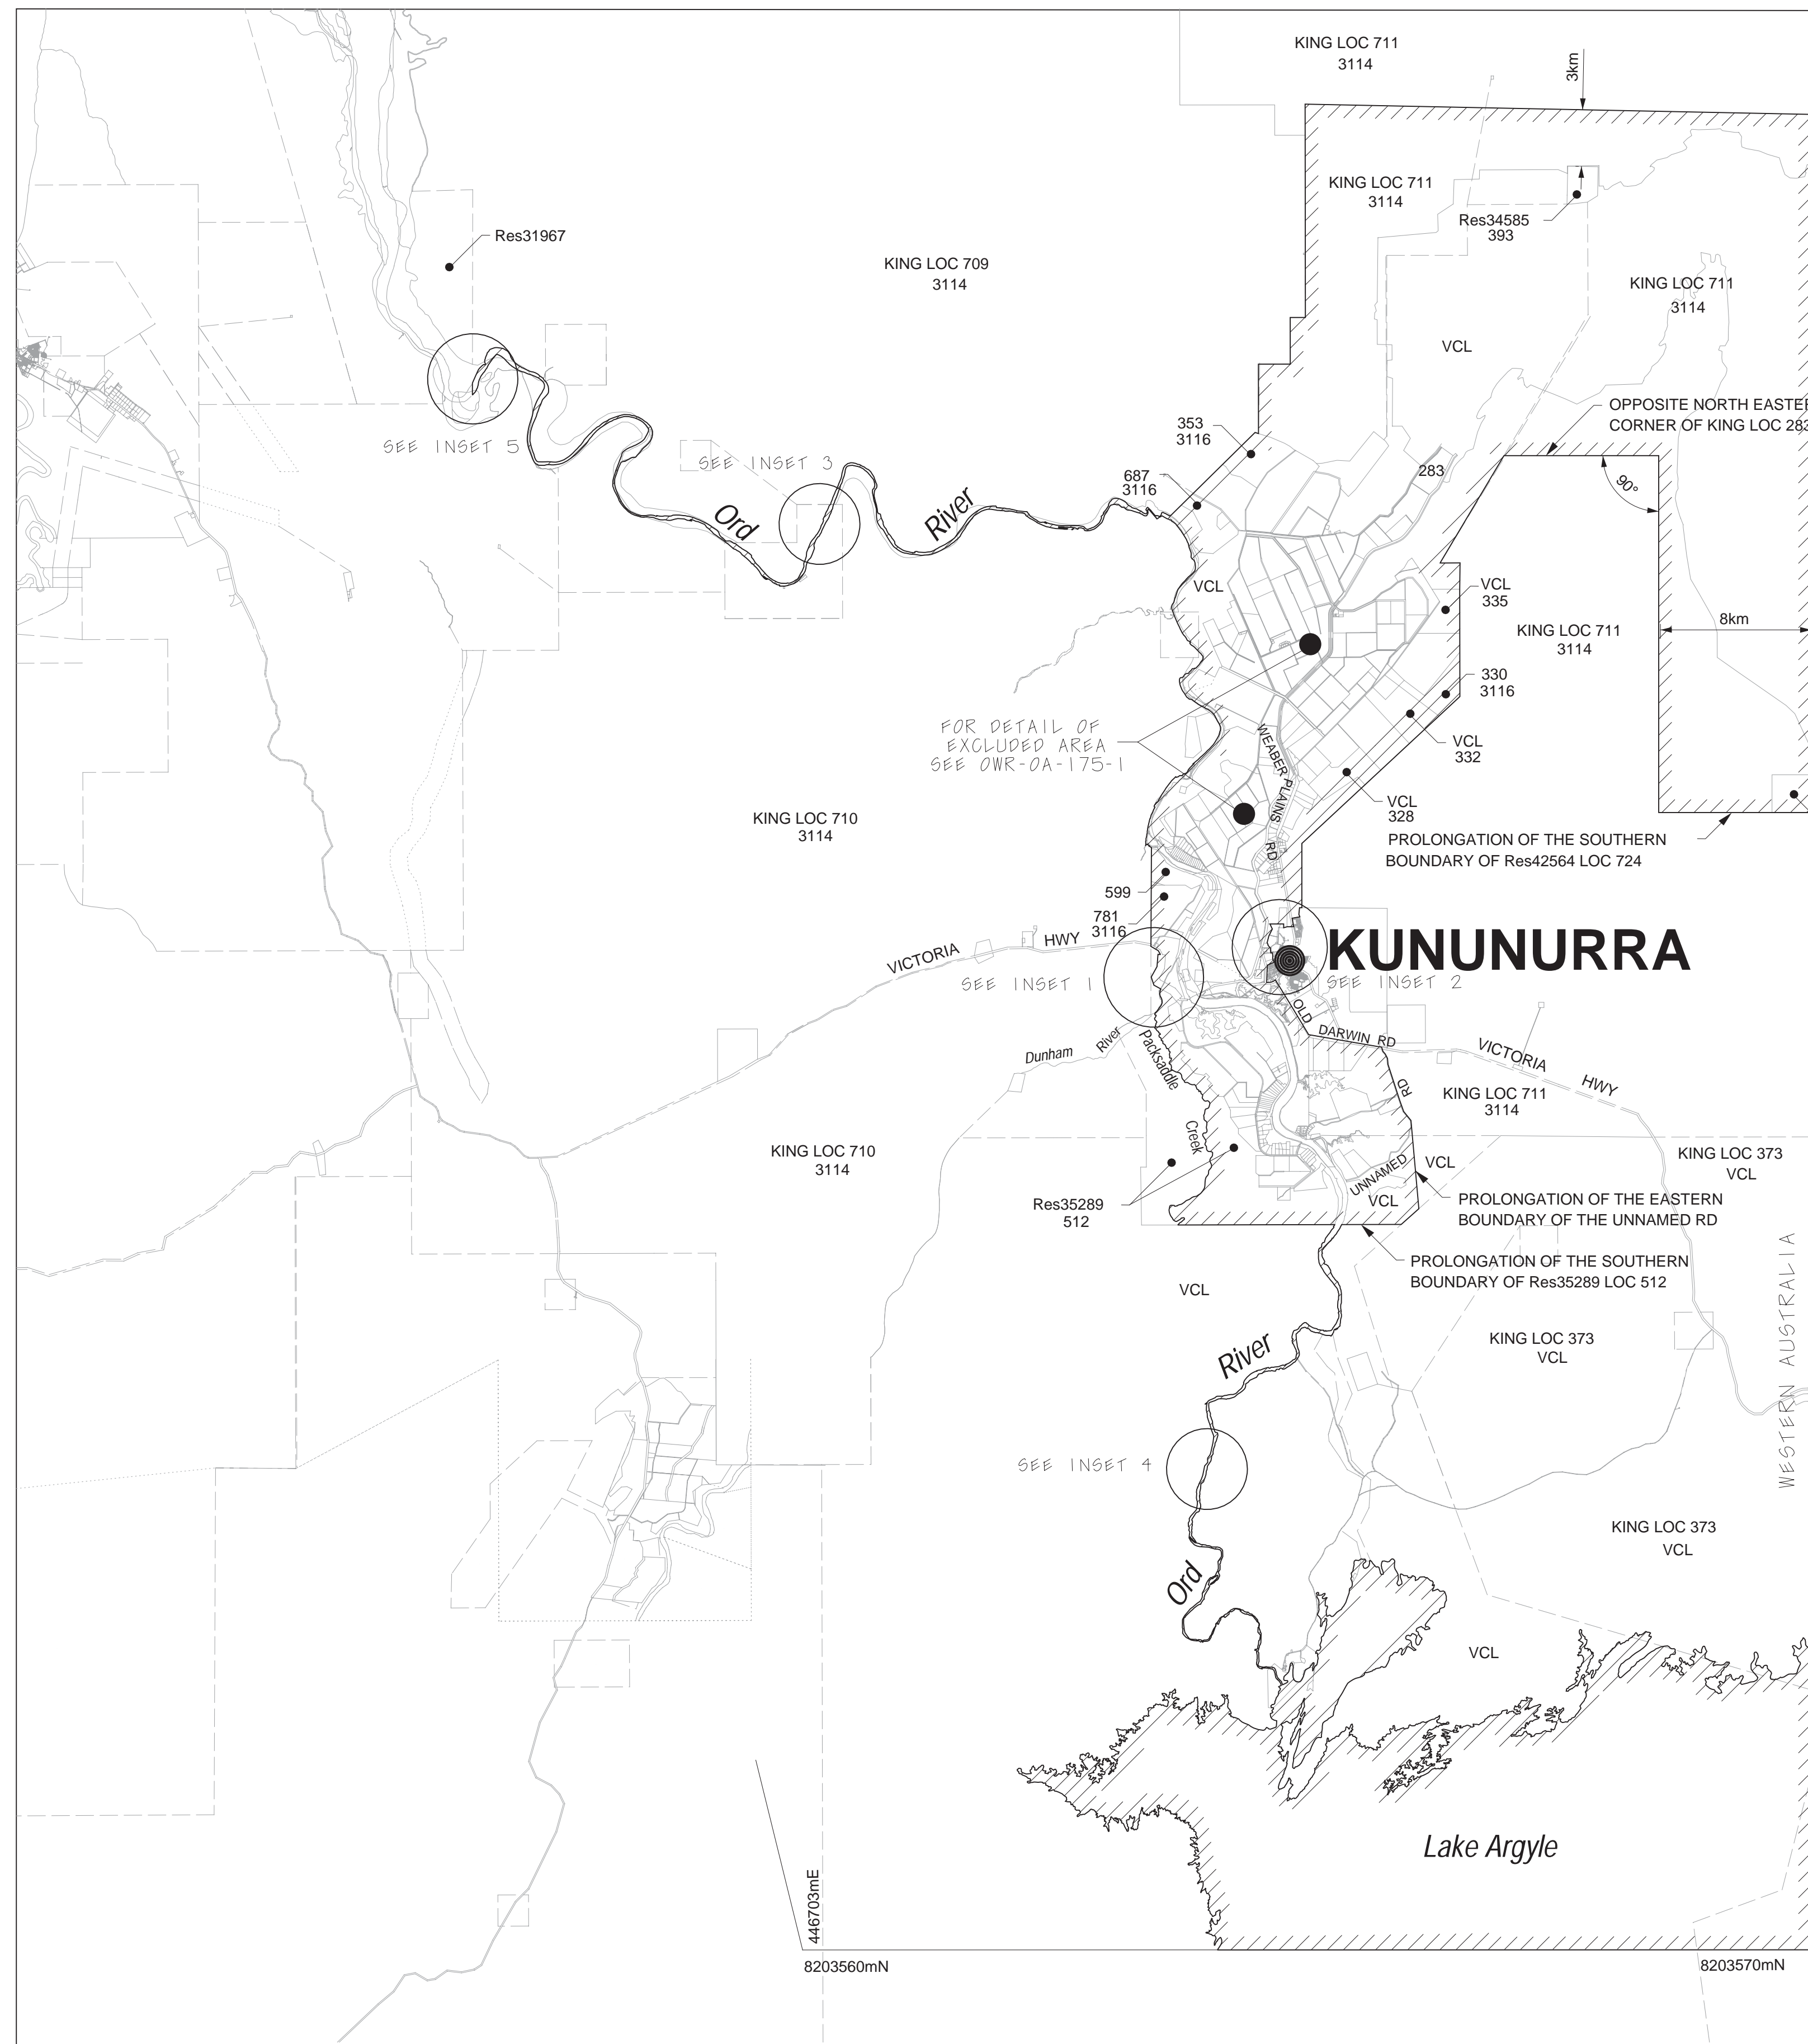 KING LOC 711
3114
3km
KING LOC 711
3114
Res34585
393
Res31967
KING LOC 709
3114
KING LOC 711
3114
VCL
OPPOSITE NORTH EASTER
CORNER OF KING LOC 283
353
3116
283
90°
SEE INSET 5
SEE INSET 3
687
3116
Ord
River
VCL
VCL
335
8km
KING LOC 711
3114
330
3116
FOR DETAIL OF
EXCLUDED AREA
SEE OWR-OA-175-1
WEABER PLAINS
RD
VCL
332
VCL
328
KING LOC 710
3114
PROLONGATION OF THE SOUTHERN
BOUNDARY OF Res42564 LOC 724
599
781
3116
VICTORIA
HWY
KUNUNURRA
SEE INSET 1
SEE INSET 2
OLD
DARWIN RD
Dunham
River
Packsaddle
Creek
VICTORIA
HWY
RD
KING LOC 711
3114
KING LOC 710
3114
KING LOC 373
VCL
VCL
UNNAMED
VCL
Res35289
512
PROLONGATION OF THE EASTERN
BOUNDARY OF THE UNNAMED RD
PROLONGATION OF THE SOUTHERN
BOUNDARY OF Res35289 LOC 512
VCL
WESTERN AUSTRALIA
River
KING LOC 373
VCL
SEE INSET 4
KING LOC 373
VCL
Ord
VCL
Lake Argyle
446703mE
8203560mN
8203570mN